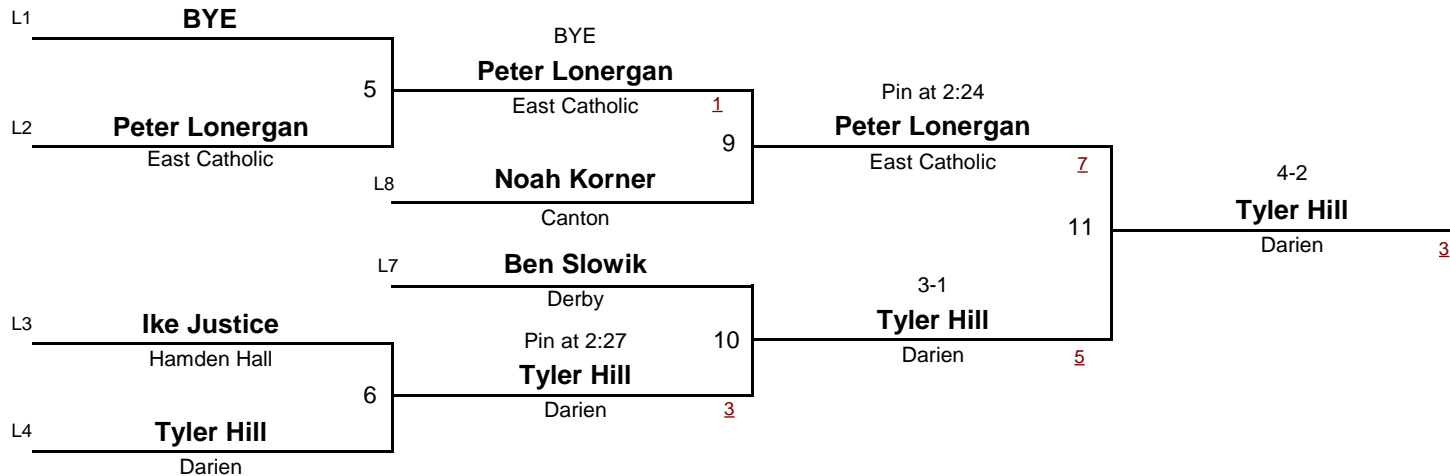 L1 BYE
5
L2 Peter Lonergan
East Catholic
BYE
Peter Lonergan
East Catholic 1
9
L8 Noah Korner
Canton
Pin at 2:24
Peter Lonergan
East Catholic 7
11
4-2
Tyler Hill
Darien 3
L7 Ben Slowik
Derby
10
L3 Ike Justice
Hamden Hall
6
L4 Tyler Hill
Darien
Pin at 2:27
Tyler Hill
Darien 3
3-1
Tyler Hill
Darien 5